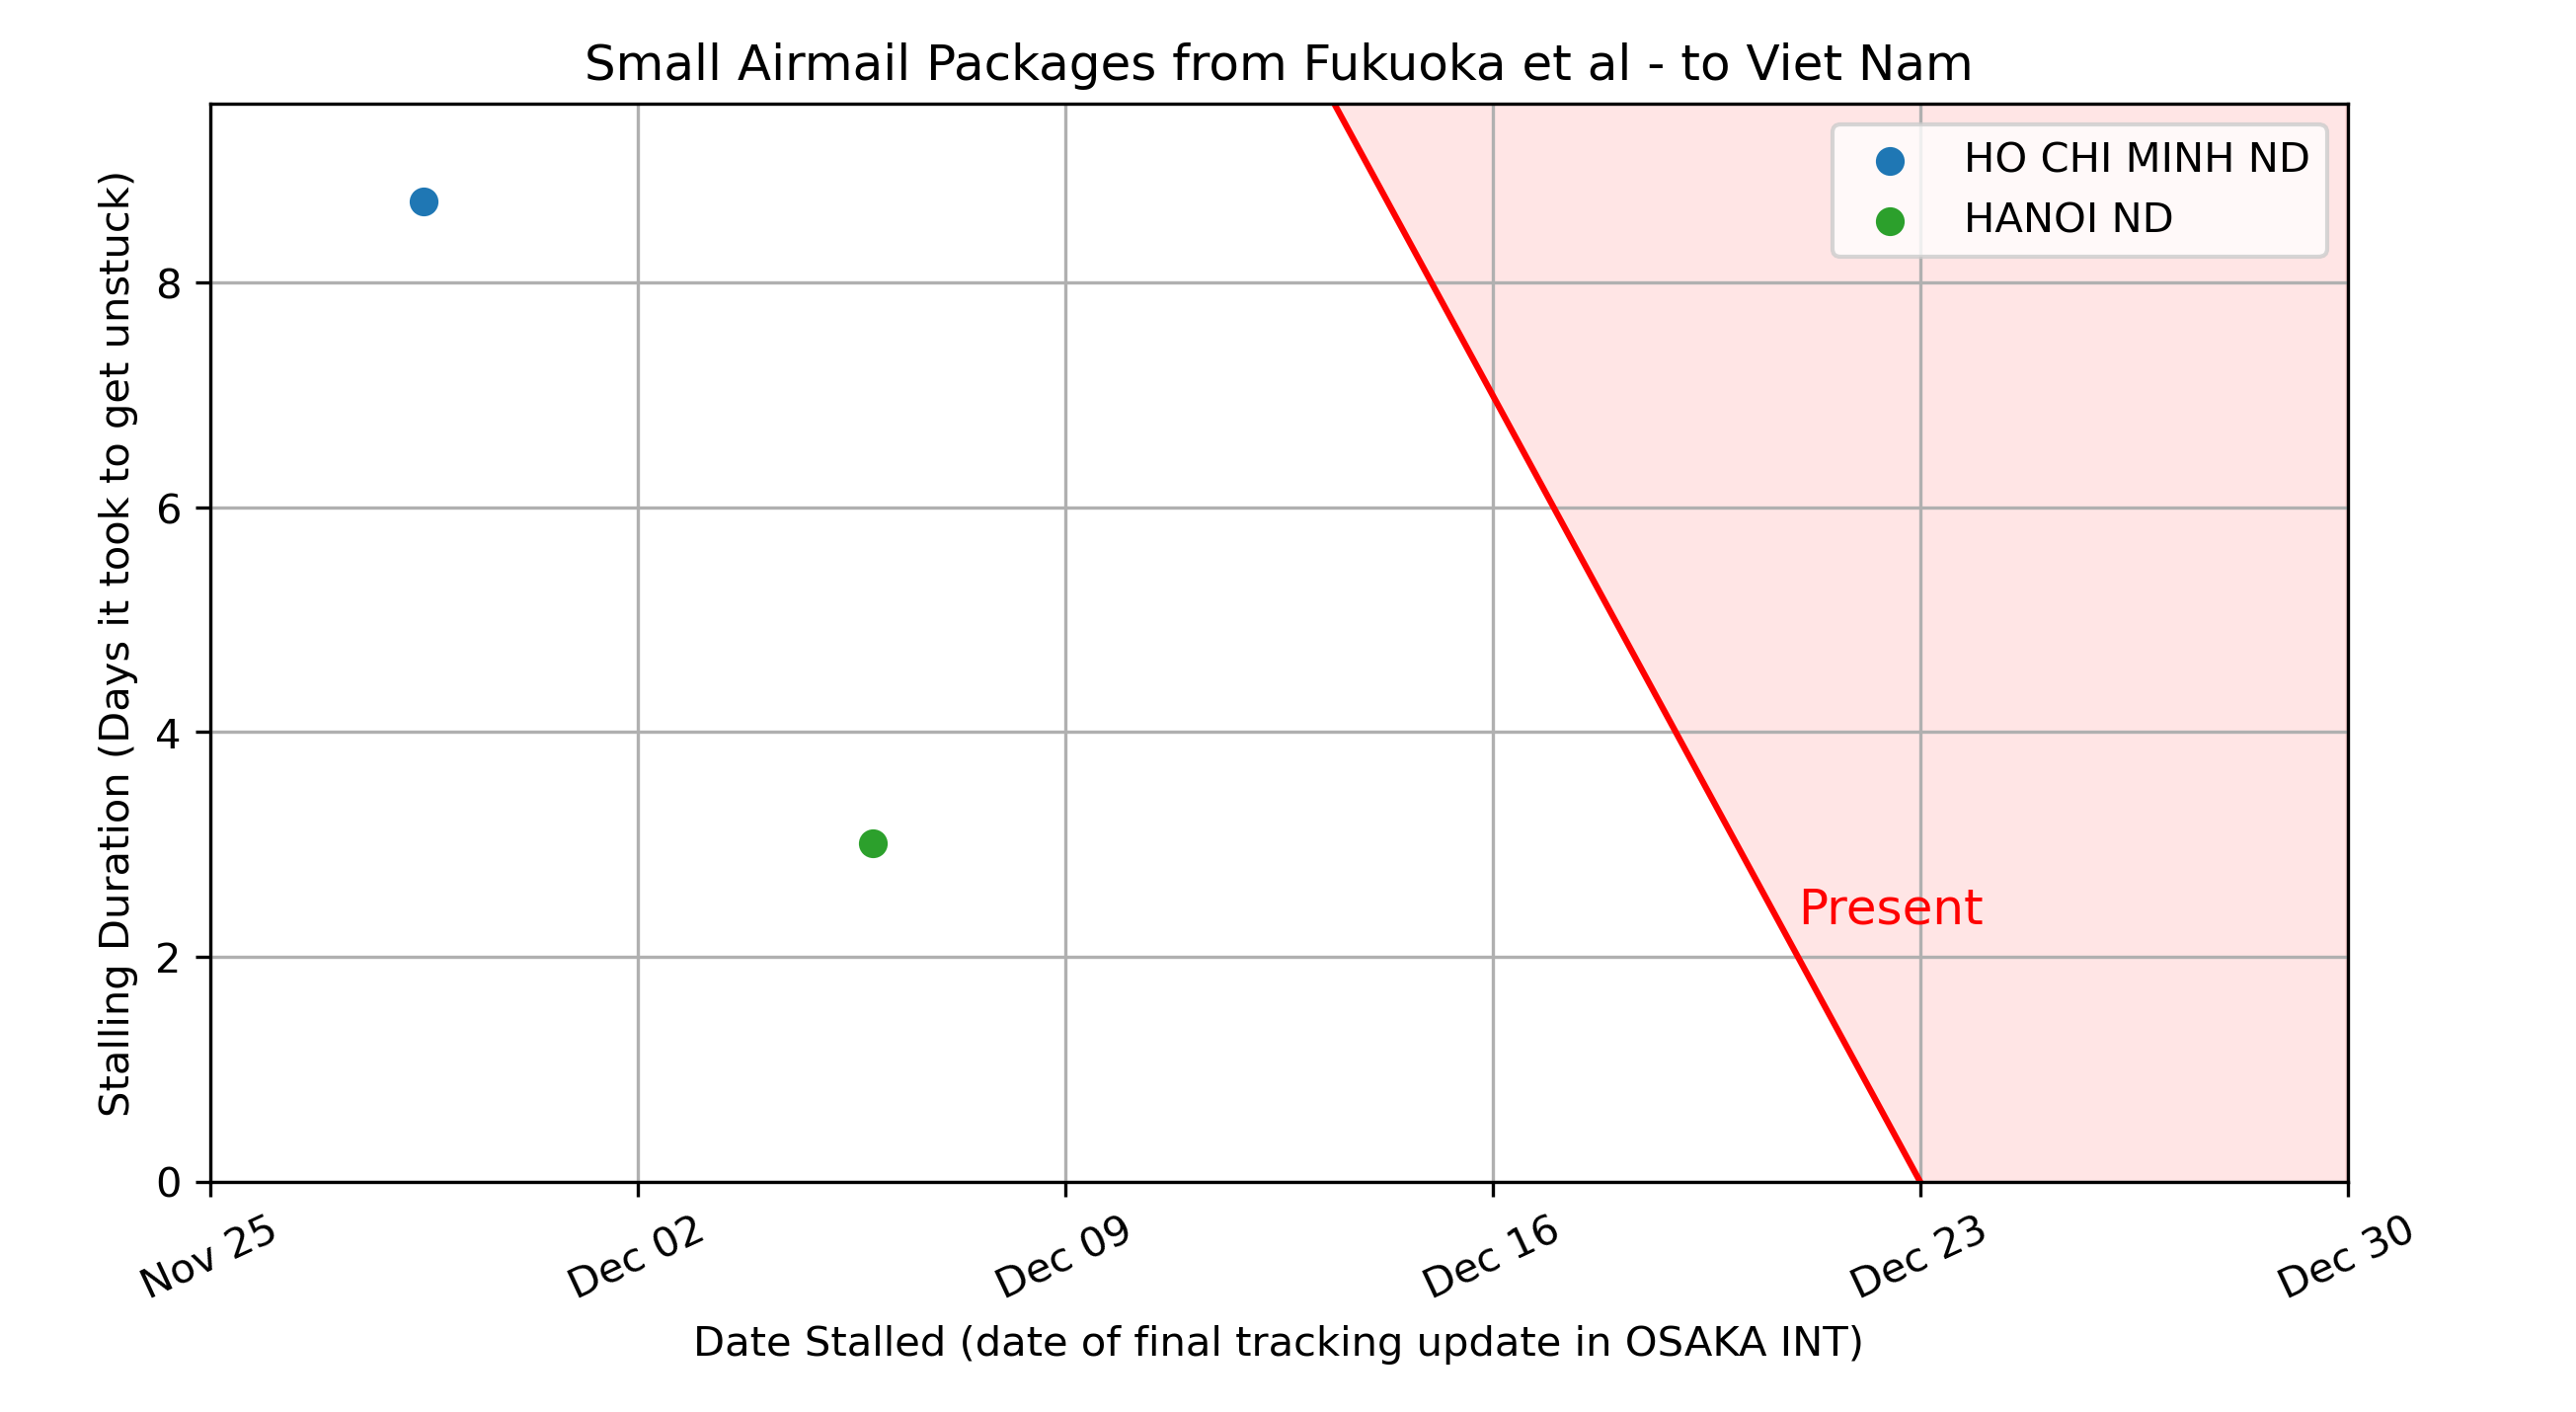 Small Airmail Packages from Fukuoka et al - to Viet Nam
HO CHI MINH ND
HANOI ND
Stalling Duration (Days it took to get unstuck)
8
6
4
2
0
Present
Nov 25
Dec 02
Dec 09
Dec 16
Dec 23
Dec 30
Date Stalled (date of final tracking update in OSAKA INT)